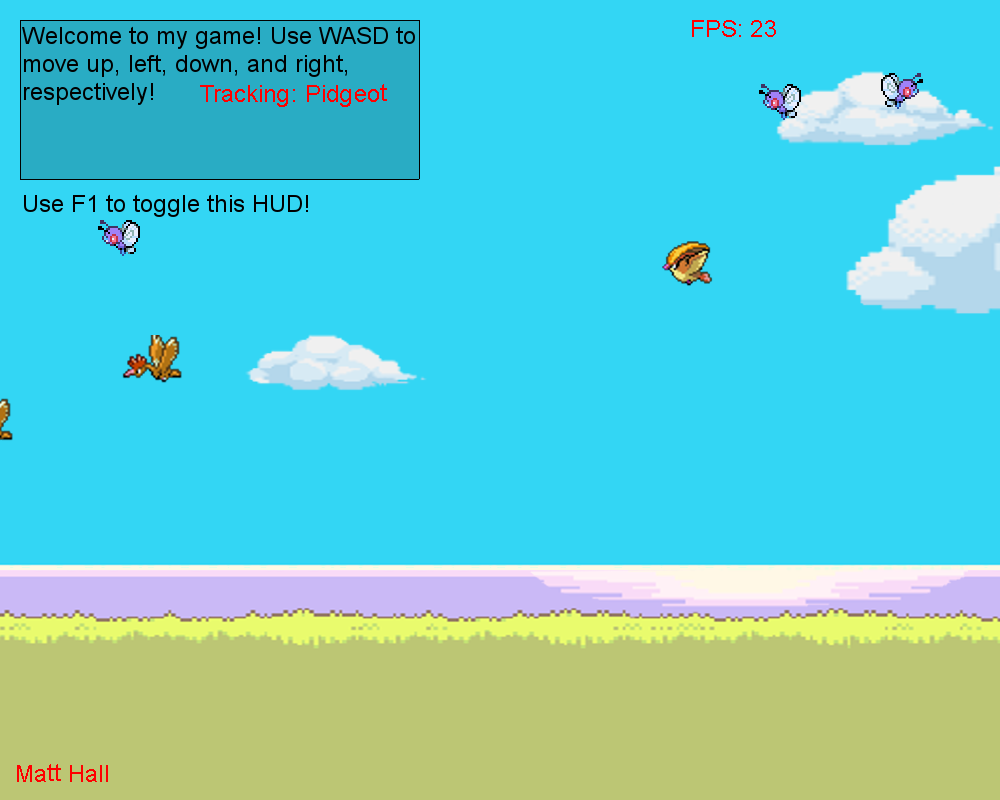 FPS: 23
Welcome to my game! Use WASD to
move up, left, down, and right,
respectively!
Tracking: Pidgeot
Use F1 to toggle this HUD!
Matt Hall